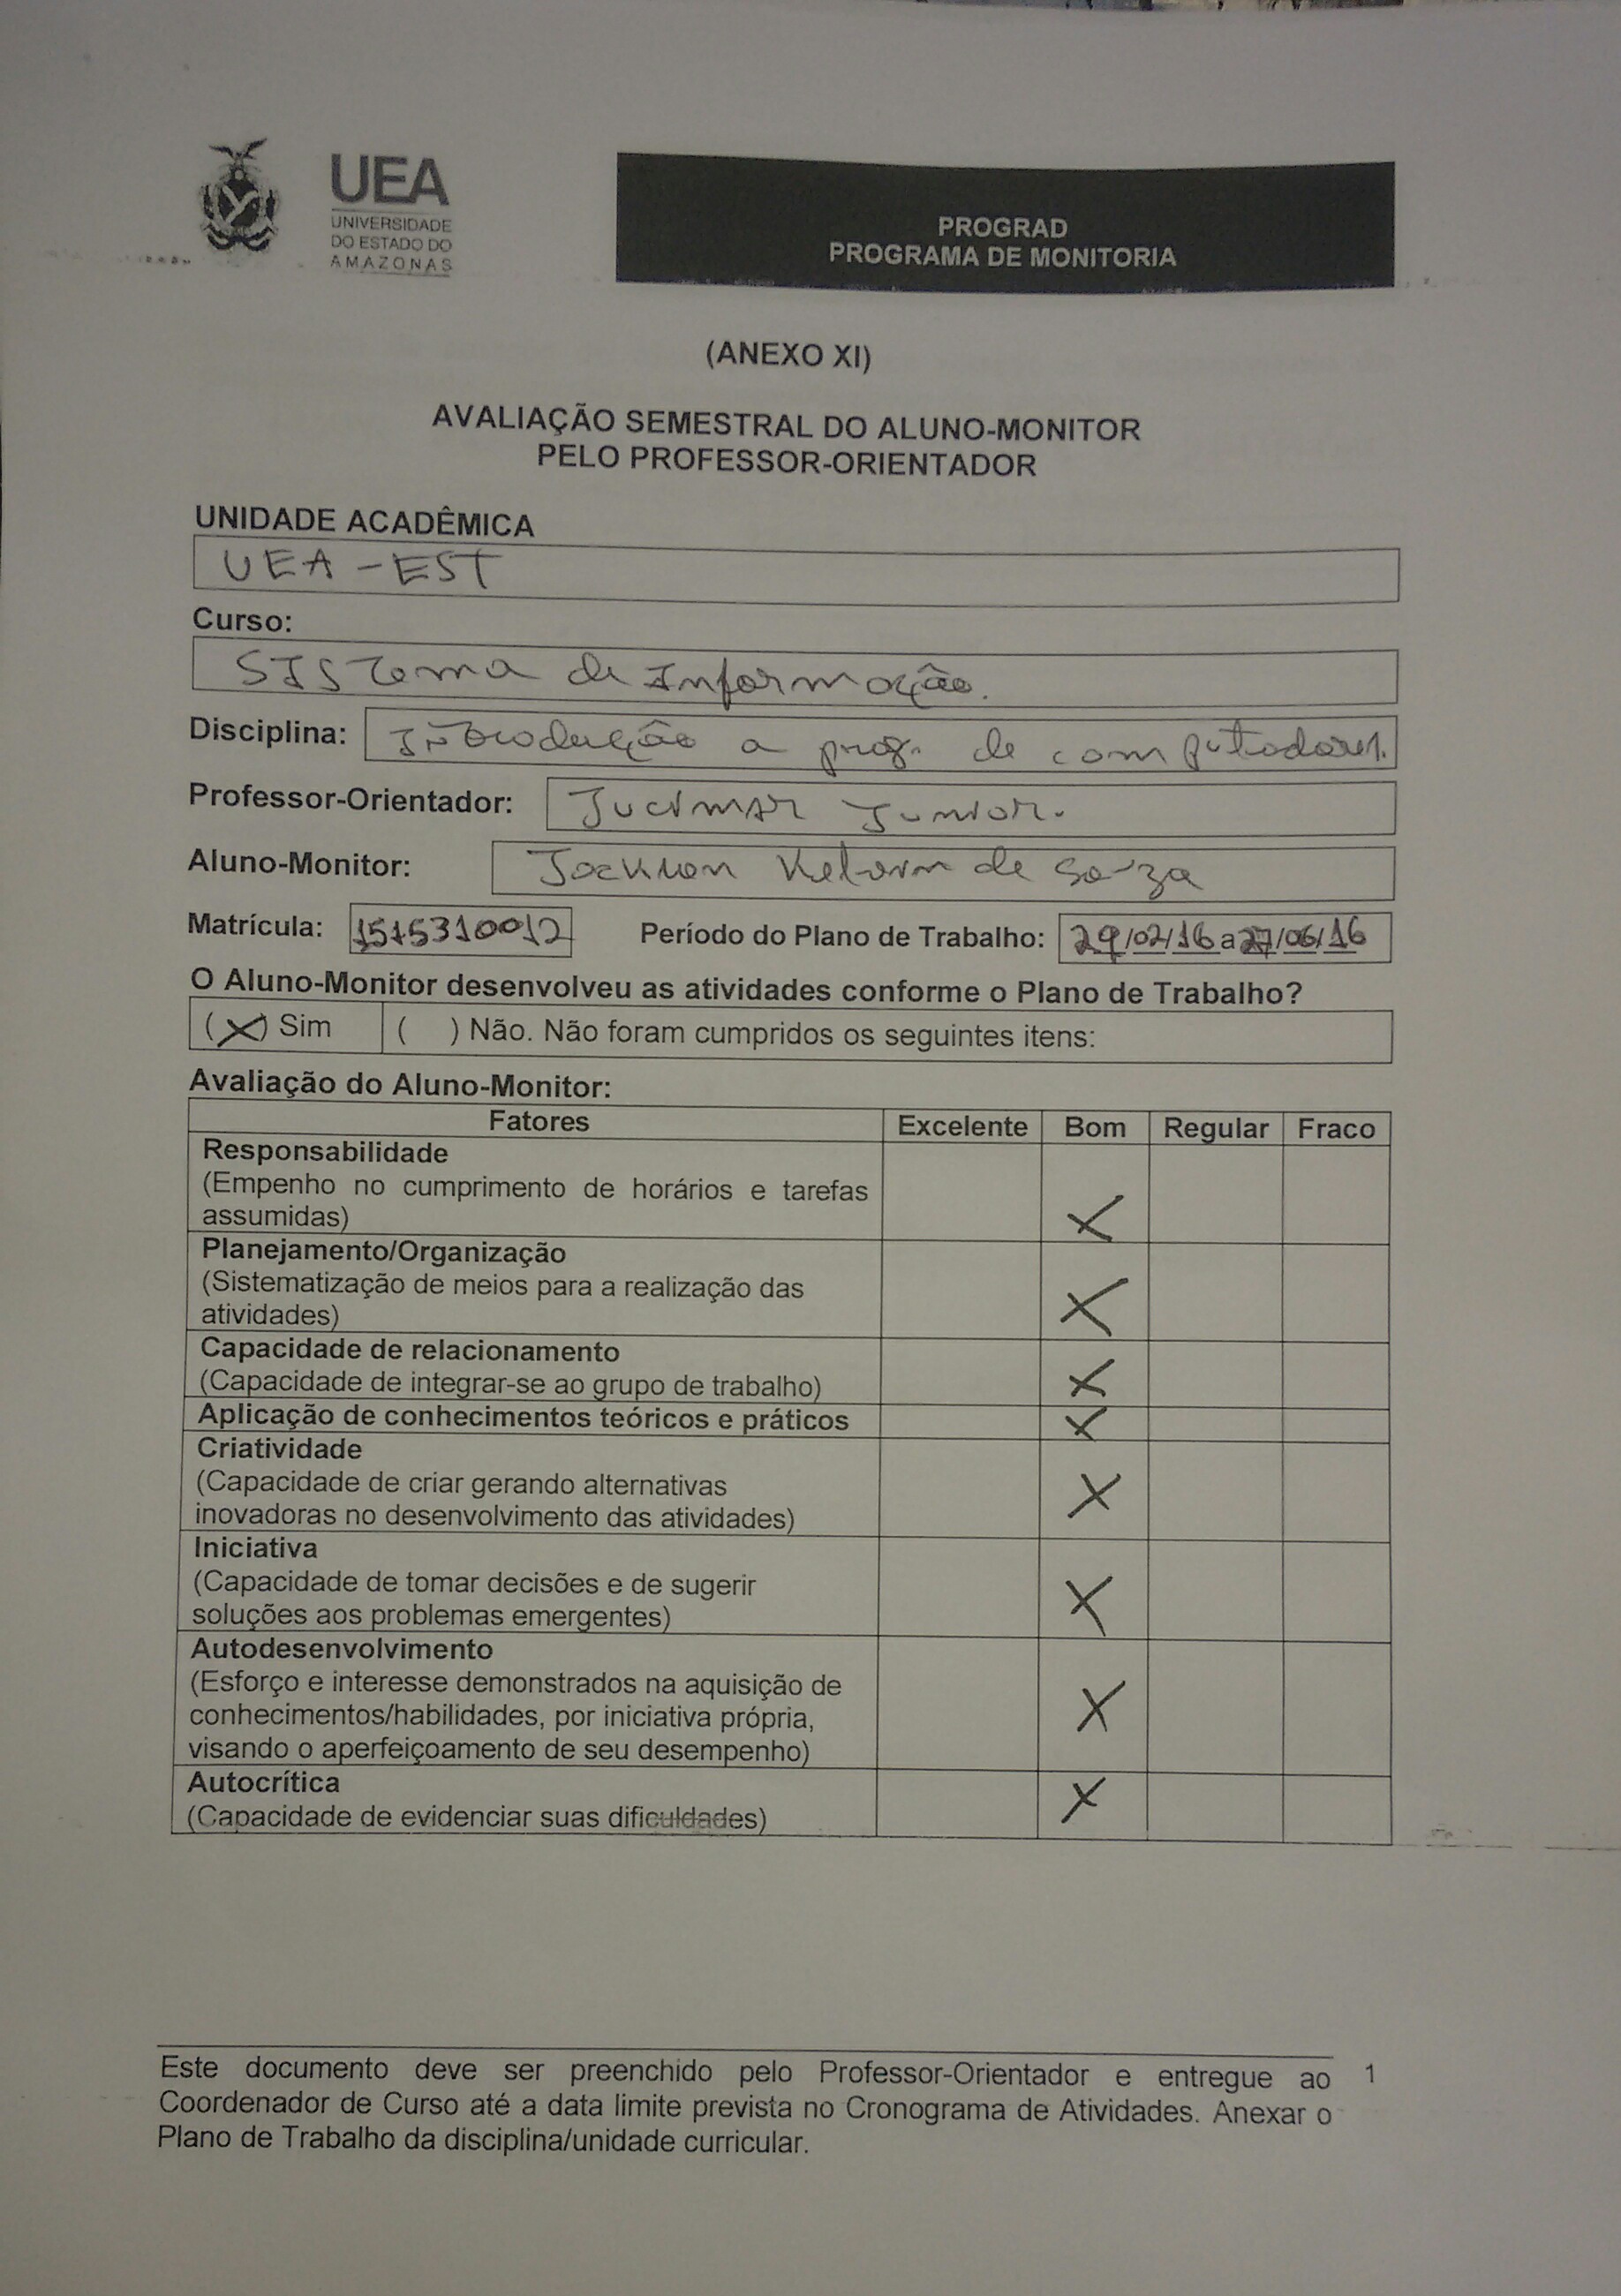 UEA
UNIVERSIDADE
DO ESTADO DO
AMAZONAS
PROGRAD
PROGRAMA DE MONITORIA
(ANEXO XI)
AVALIAÇÃO SEMESTRAL DO ALUNO-MONITOR
PELO PROFESSOR-ORIENTADOR
UNIDADE ACADÊMICA
UEA - EST
Curso:
SISTema de Informação.
Disciplina: Introdução a prog. de computadores.
Professor-Orientador: Jucimar Junior.
Aluno-Monitor: de Souza
Matrícula: 1515310012 Período do Plano de Trabalho: 29/02/16 a 27/06/16
O Aluno-Monitor desenvolveu as atividades conforme o Plano de Trabalho?
(X) Sim ( ) Não. Não foram cumpridos os seguintes itens:
Avaliação do Aluno-Monitor:
Fatores Excelente Bom Regular Fraco
Responsabilidade
(Empenho no cumprimento de horários e tarefas
assumidas) X
Planejamento/Organização
(Sistematização de meios para a realização das X
atividades)
Capacidade de relacionamento
(Capacidade de integrar-se ao grupo de trabalho) X
Aplicação de conhecimentos teóricos e práticos X
Criatividade
(Capacidade de criar gerando alternativas X
inovadoras no desenvolvimento das atividades)
Iniciativa
(Capacidade de tomar decisões e de sugerir X
soluções aos problemas emergentes)
Autodesenvolvimento
(Esforço e interesse demonstrados na aquisição de X
conhecimentos/habilidades, por iniciativa própria,
visando o aperfeiçoamento de seu desempenho)
Autocrítica X
(Capacidade de evidenciar suas dificuldades)
Este documento deve ser preenchido pelo Professor-Orientador e entregue ao 1
Coordenador de Curso até a data limite prevista no Cronograma de Atividades. Anexar o
Plano de Trabalho da disciplina/unidade curricular.